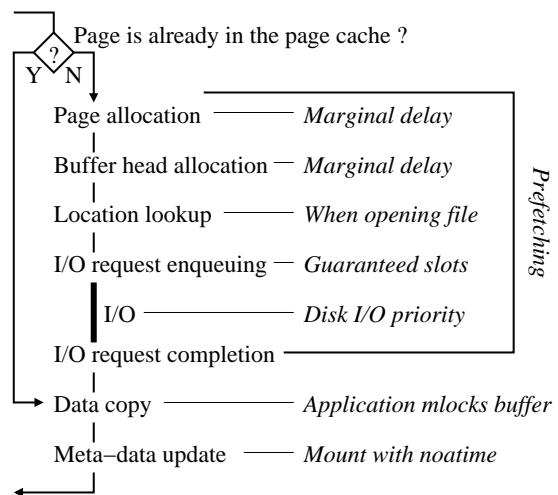 Page is already in the page cache ?
?
Y N
Page allocation Marginal delay
Buffer head allocation Marginal delay
Location lookup When opening file
I/O request enqueuing Guaranteed slots
I/O Disk I/O priority
I/O request completion
Data copy Application mlocks buffer
Meta−data update Mount with noatime
Prefetching